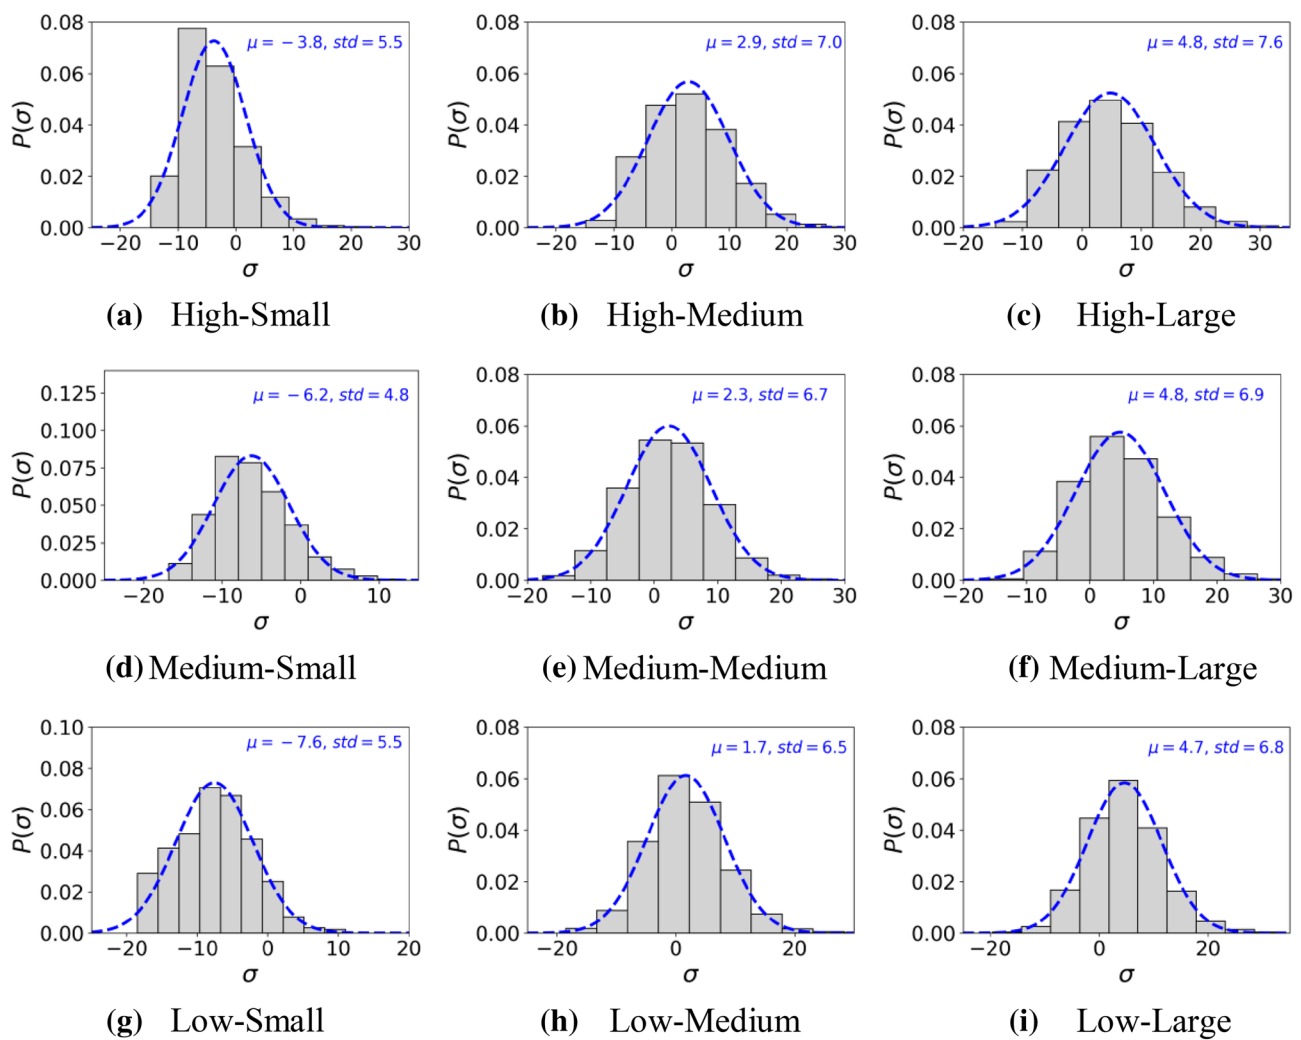 μ = −3.8, std = 5.5
P(σ)
0.08
0.06
0.04
0.02
0.00
−20 −10 0 10 20 30
σ
(a) High-Small
μ = 2.9, std = 7.0
P(σ)
0.08
0.06
0.04
0.02
0.00
−20 −10 0 10 20 30
σ
(b) High-Medium
μ = 4.8, std = 7.6
P(σ)
0.08
0.06
0.04
0.02
0.00
−20 −10 0 10 20 30
σ
(c) High-Large
μ = −6.2, std = 4.8
P(σ)
0.125
0.100
0.075
0.050
0.025
0.000
−20 −10 0 10
σ
(d) Medium-Small
μ = 2.3, std = 6.7
P(σ)
0.08
0.06
0.04
0.02
0.00
−20 −10 0 10 20 30
σ
(e) Medium-Medium
μ = 4.8, std = 6.9
P(σ)
0.08
0.06
0.04
0.02
0.00
−20 −10 0 10 20 30
σ
(f) Medium-Large
μ = −7.6, std = 5.5
P(σ)
0.10
0.08
0.06
0.04
0.02
0.00
−20 −10 0 10 20
σ
(g) Low-Small
μ = 1.7, std = 6.5
P(σ)
0.08
0.06
0.04
0.02
0.00
−20 0 20
σ
(h) Low-Medium
μ = 4.7, std = 6.8
P(σ)
0.08
0.06
0.04
0.02
0.00
−20 0 20
σ
(i) Low-Large